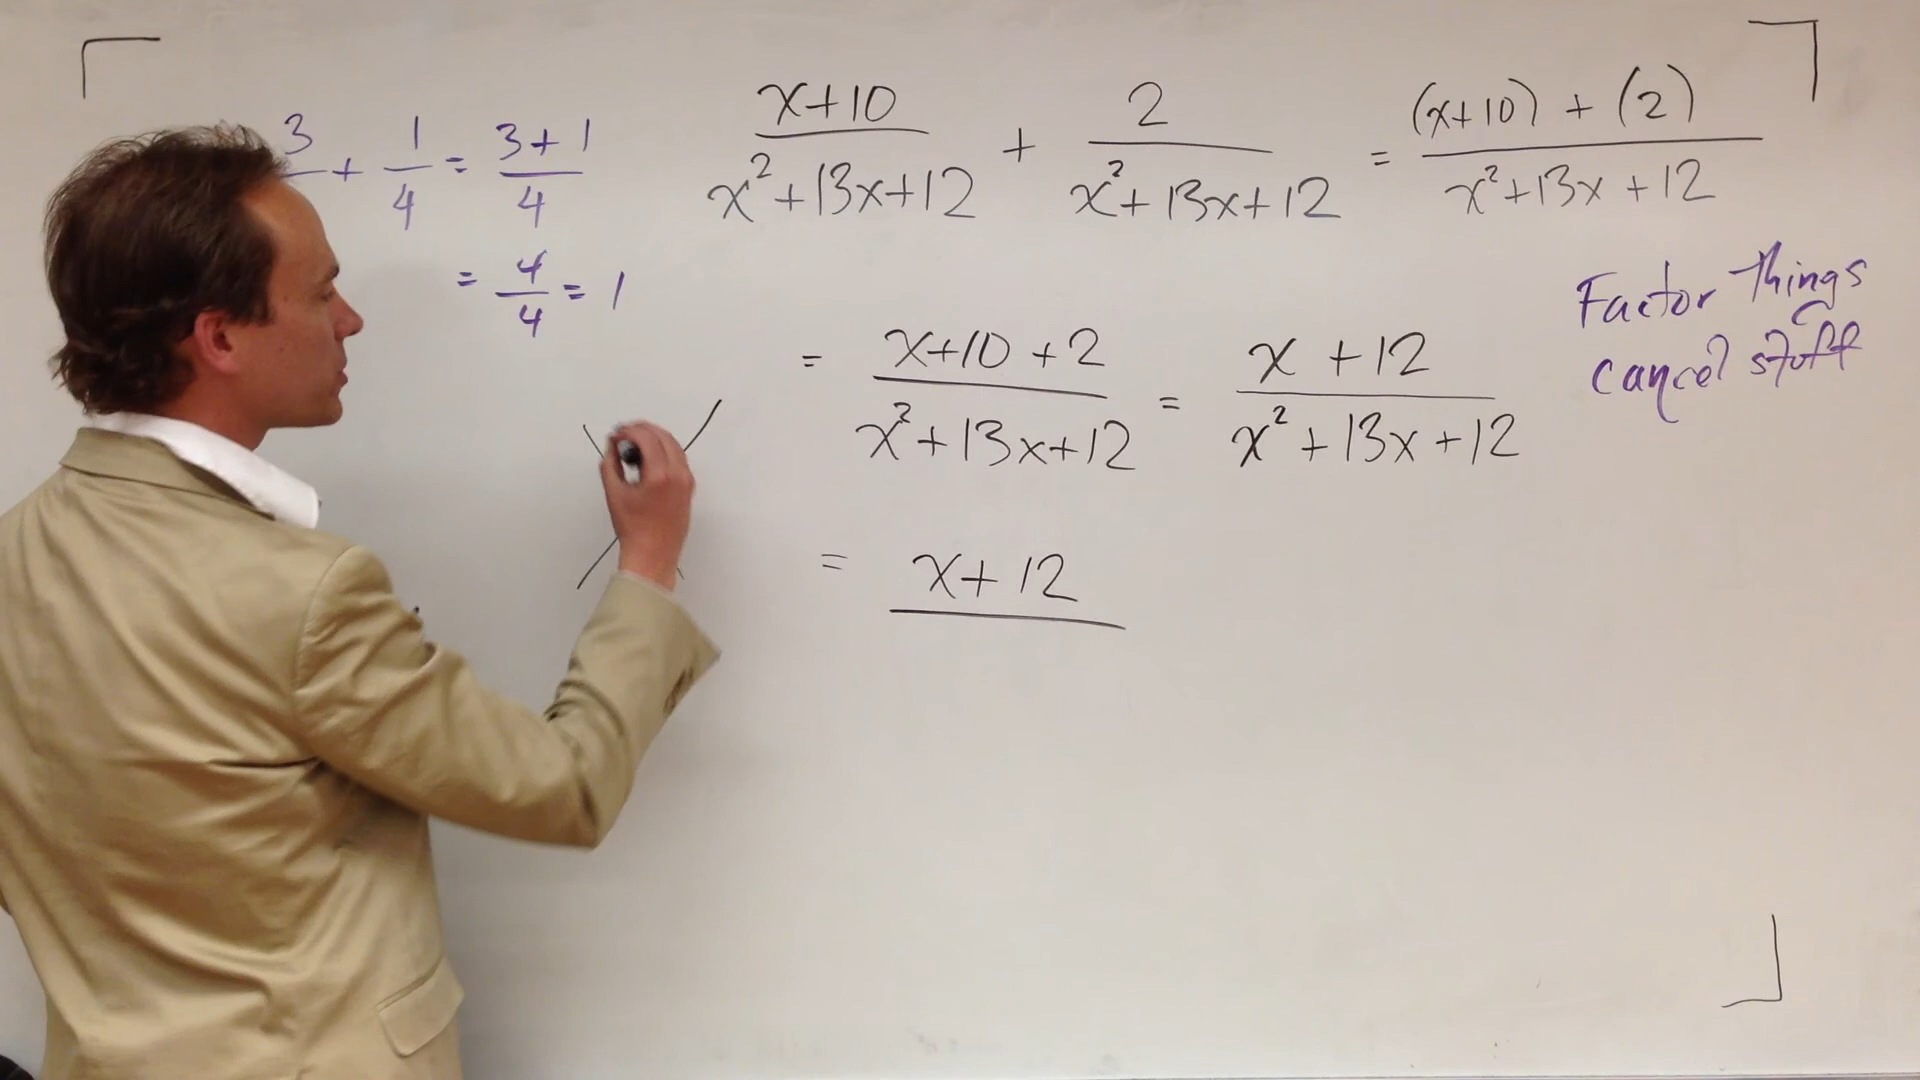 3/ + 1/4 = 3+1/4
= 4/4 = 1
x+10/x²+13x+12 + 2/x²+13x+12 = (x+10) + (2)/x²+13x+12
Factor things
cancel stuff
= x+10+2/x²+13x+12 = x+12/x²+13x+12
= x+12